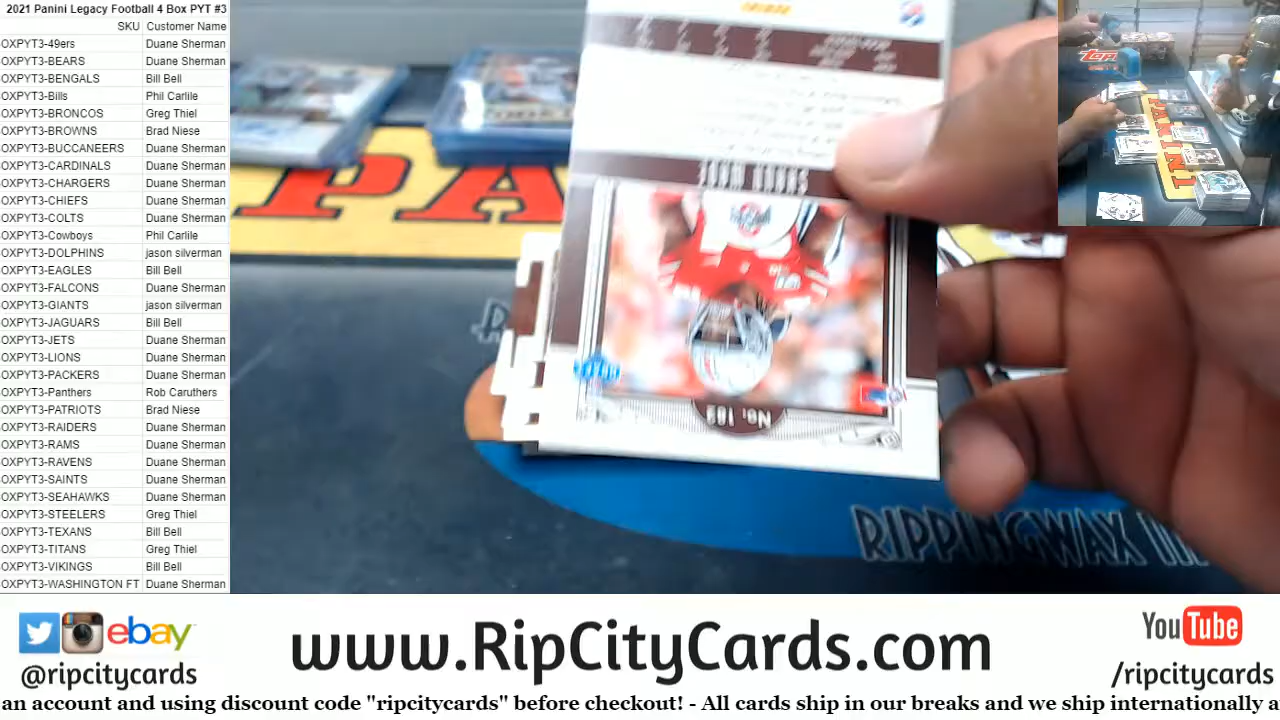 2021 Panini Legacy Football 4 Box PYT #3
SKU Customer Name
OXPYT3-49ers Duane Sherman
OXPYT3-BEARS Duane Sherman
OXPYT3-BENGALS Bill Bell
OXPYT3-Bills Phil Carlile
OXPYT3-BRONCOS Greg Thiel
OXPYT3-BROWNS Brad Niese
OXPYT3-BUCCANEERS Duane Sherman
OXPYT3-CARDINALS Duane Sherman
OXPYT3-CHARGERS Duane Sherman
OXPYT3-CHIEFS Duane Sherman
OXPYT3-COLTS Duane Sherman
OXPYT3-Cowboys Phil Carlile
OXPYT3-DOLPHINS jason silverman
OXPYT3-EAGLES Bill Bell
OXPYT3-FALCONS Duane Sherman
OXPYT3-GIANTS jason silverman
OXPYT3-JAGUARS Bill Bell
OXPYT3-JETS Duane Sherman
OXPYT3-LIONS Duane Sherman
OXPYT3-PACKERS Duane Sherman
OXPYT3-Panthers Rob Caruthers
OXPYT3-PATRIOTS Brad Niese
OXPYT3-RAIDERS Duane Sherman
OXPYT3-RAMS Duane Sherman
OXPYT3-RAVENS Duane Sherman
OXPYT3-SAINTS Duane Sherman
OXPYT3-SEAHAWKS Duane Sherman
OXPYT3-STEELERS Greg Thiel
OXPYT3-TEXANS Bill Bell
OXPYT3-TITANS Greg Thiel
OXPYT3-VIKINGS Bill Bell
OXPYT3-WASHINGTON FT Duane Sherman
PA
SHAUN WADE
RIPPINGWAX
Topps
PANINI
ebay
@ripcitycards
www.RipCityCards.com
YouTube
/ripcitycards
an account and using discount code "ripcitycards" before checkout! - All cards ship in our breaks and we ship internationally a